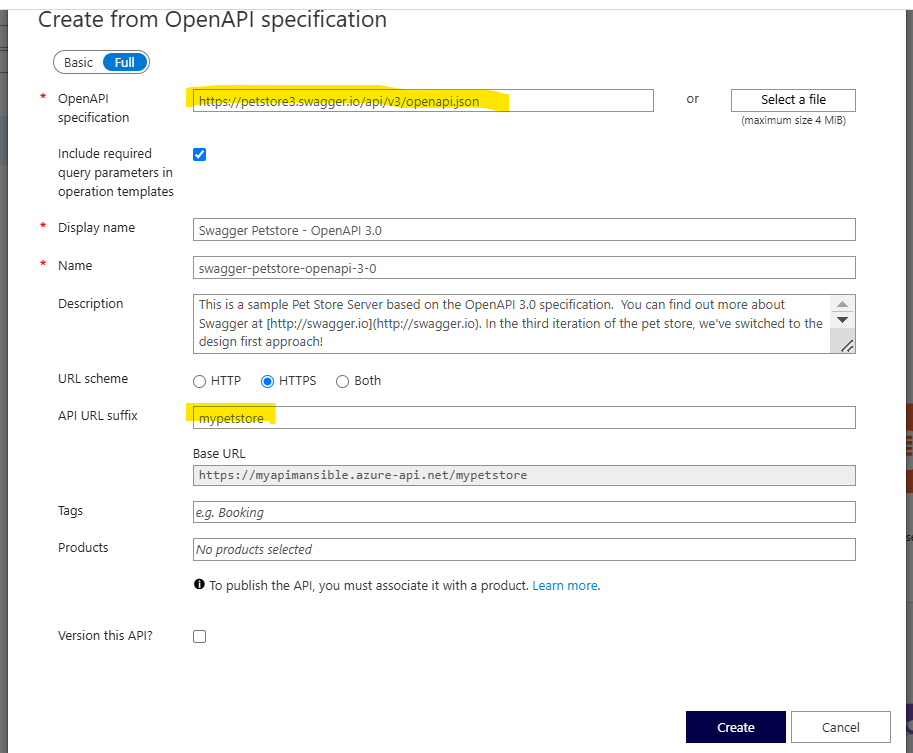 Create from OpenAPI specification
Basic Full
* OpenAPI specification
https://petstore3.swagger.io/api/v3/openapi.json
or
Select a file
(maximum size 4 MiB)
Include required
query parameters in
operation templates
* Display name
Swagger Petstore - OpenAPI 3.0
* Name
swagger-petstore-openapi-3-0
Description
This is a sample Pet Store Server based on the OpenAPI 3.0 specification.  You can find out more about
Swagger at [http://swagger.io](http://swagger.io). In the third iteration of the pet store, we've switched to the
design first approach!
URL scheme
HTTP HTTPS Both
API URL suffix
mypetstore
Base URL
https://myapimansible.azure-api.net/mypetstore
Tags
e.g. Booking
Products
No products selected
To publish the API, you must associate it with a product. Learn more.
Version this API?
Create
Cancel